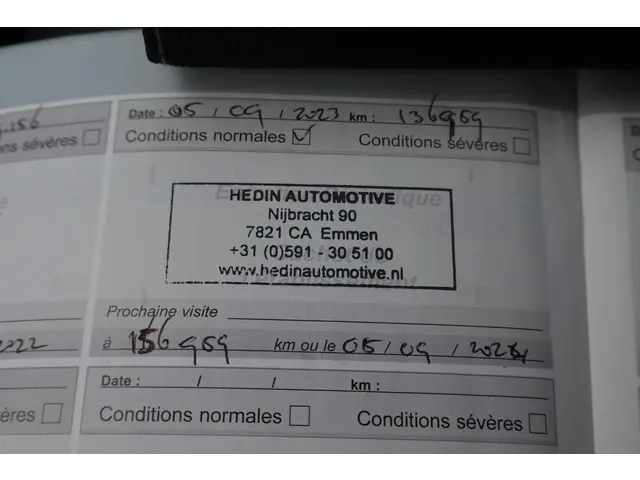 Date : 05 / 09 / 2023 km : 136959
Conditions normales Conditions sévères
ns sévères
HEDIN AUTOMOTIVE
Nijbracht 90
7821 CA Emmen
+31 (0)591 - 30 51 00
www.hedinautomotive.nl
Prochaine visite
à 156959 km ou le 05 / 09 / 2024
2022
Date : / / km :
ères
Conditions normales Conditions sévères